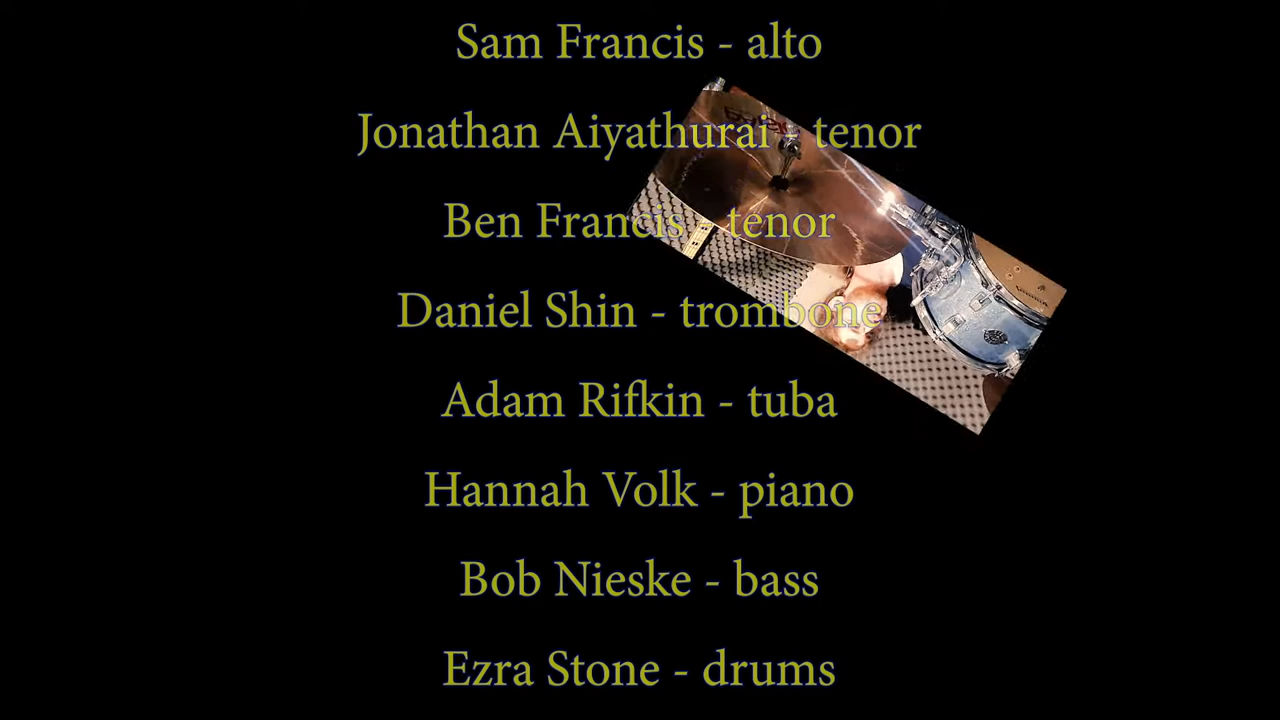 Sam Francis - alto
Jonathan Aiyathurai - tenor
Ben Francis - tenor
Daniel Shin - trombone
Adam Rifkin - tuba
Hannah Volk - piano
Bob Nieske - bass
Ezra Stone - drums